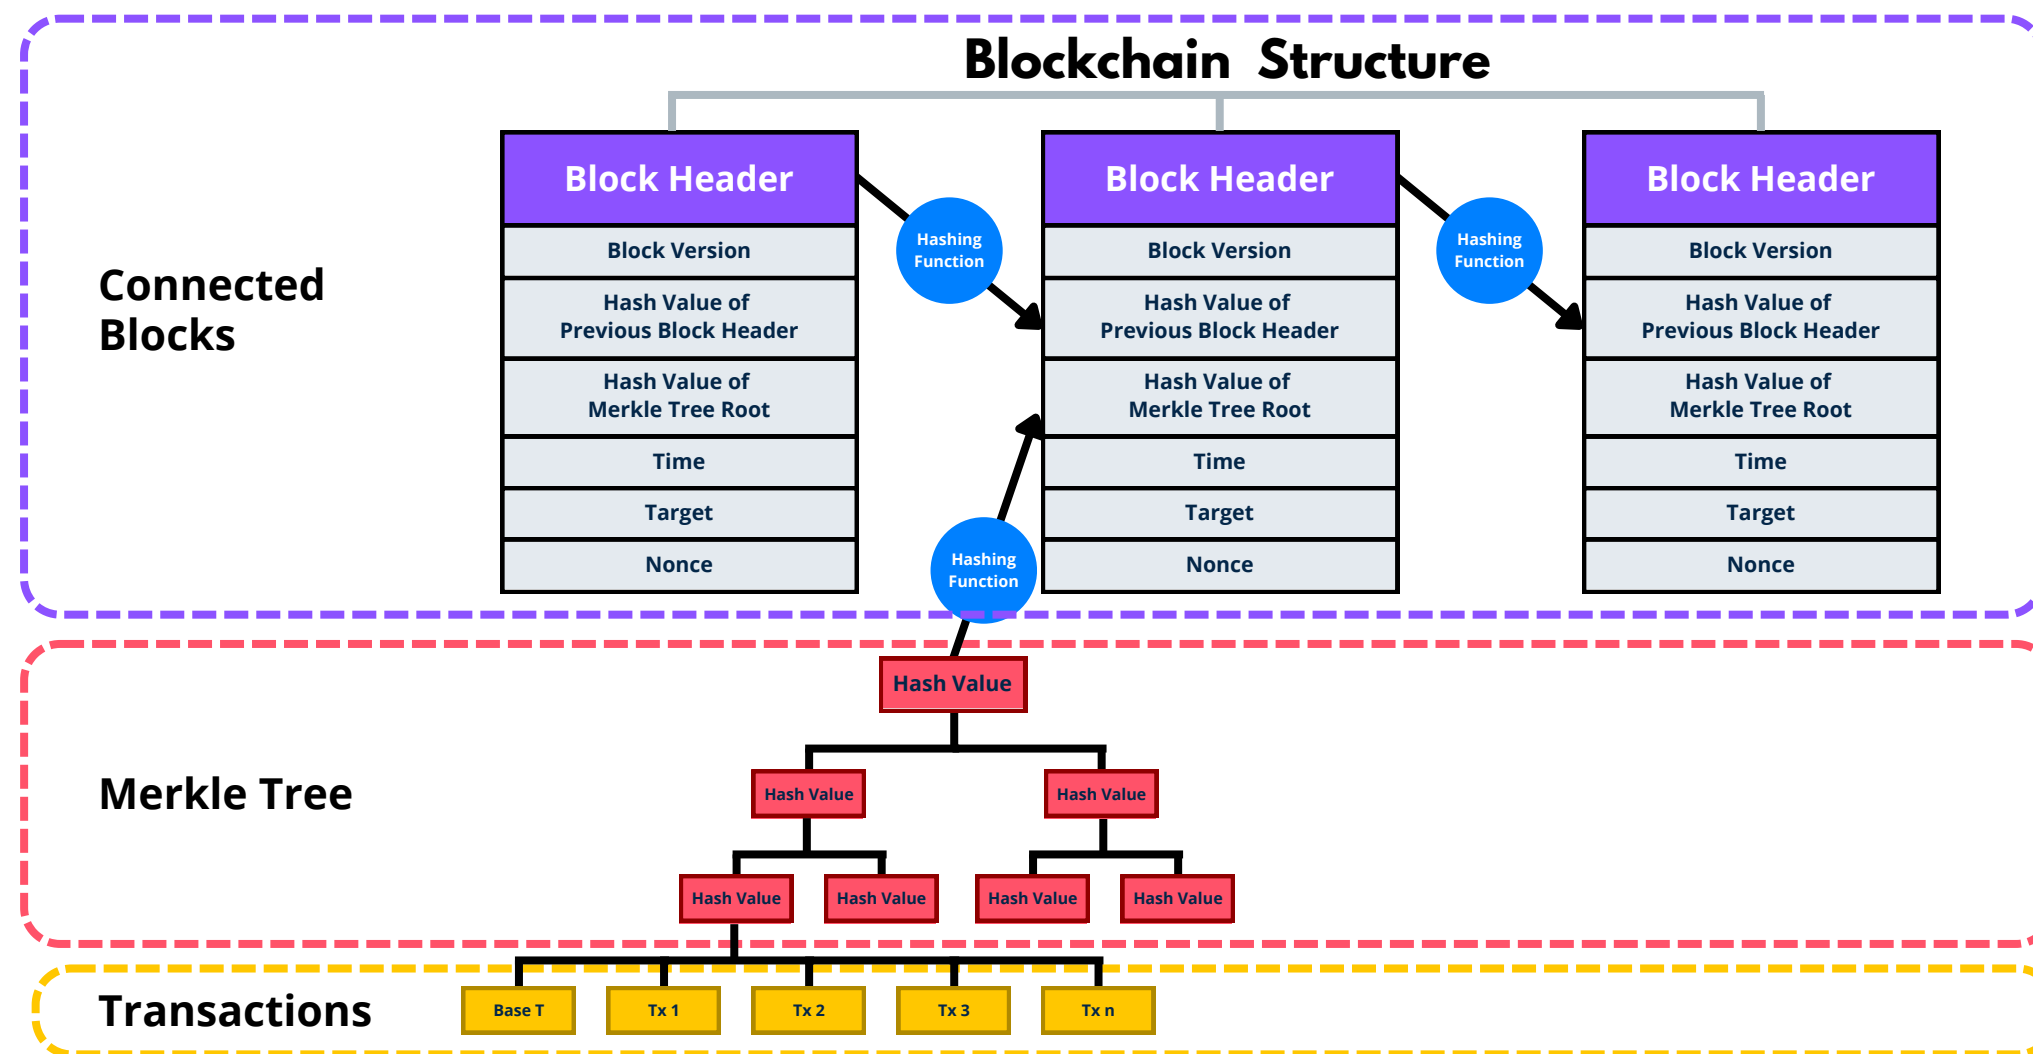 Blockchain Structure
Block Header
Block Version
Hash Value of
Previous Block Header
Hash Value of
Merkle Tree Root
Time
Target
Nonce
Hashing
Function
Block Header
Block Version
Hash Value of
Previous Block Header
Hash Value of
Merkle Tree Root
Time
Target
Nonce
Hashing
Function
Block Header
Block Version
Hash Value of
Previous Block Header
Hash Value of
Merkle Tree Root
Time
Target
Nonce
Connected
Blocks
Hashing
Function
Hash Value
Merkle Tree
Hash Value
Hash Value
Hash Value
Hash Value
Hash Value
Hash Value
Transactions
Base T
Tx 1
Tx 2
Tx 3
Tx n